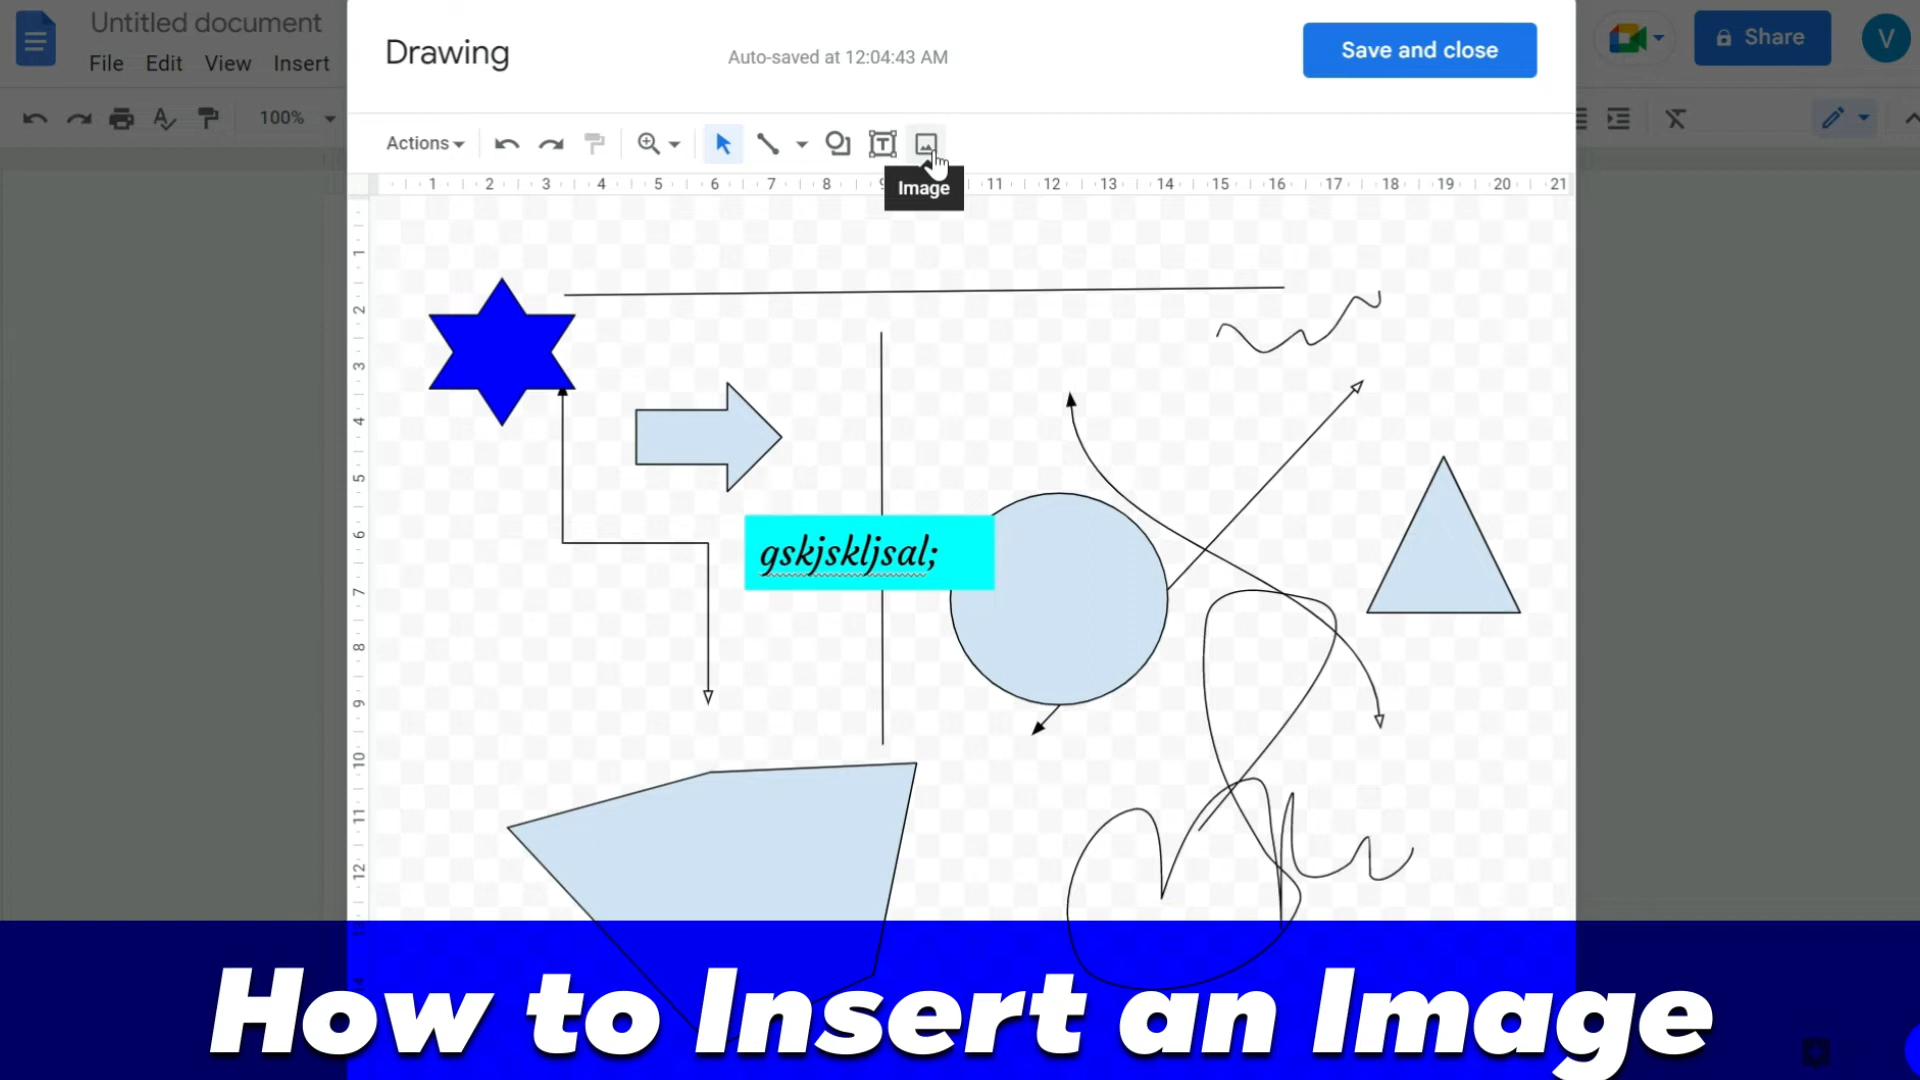 Untitled document
File Edit View Insert
Share
V
100%
Drawing
Auto-saved at 12:04:43 AM
Save and close
Actions
Image
1 2 3 4 5 6 7 8 9 11 12 13 14 15 16 17 18 19 20 21
1
2
3
4
5
6
7
8
9
10
11
12
13
14
gskjskljsal;
How to Insert an Image